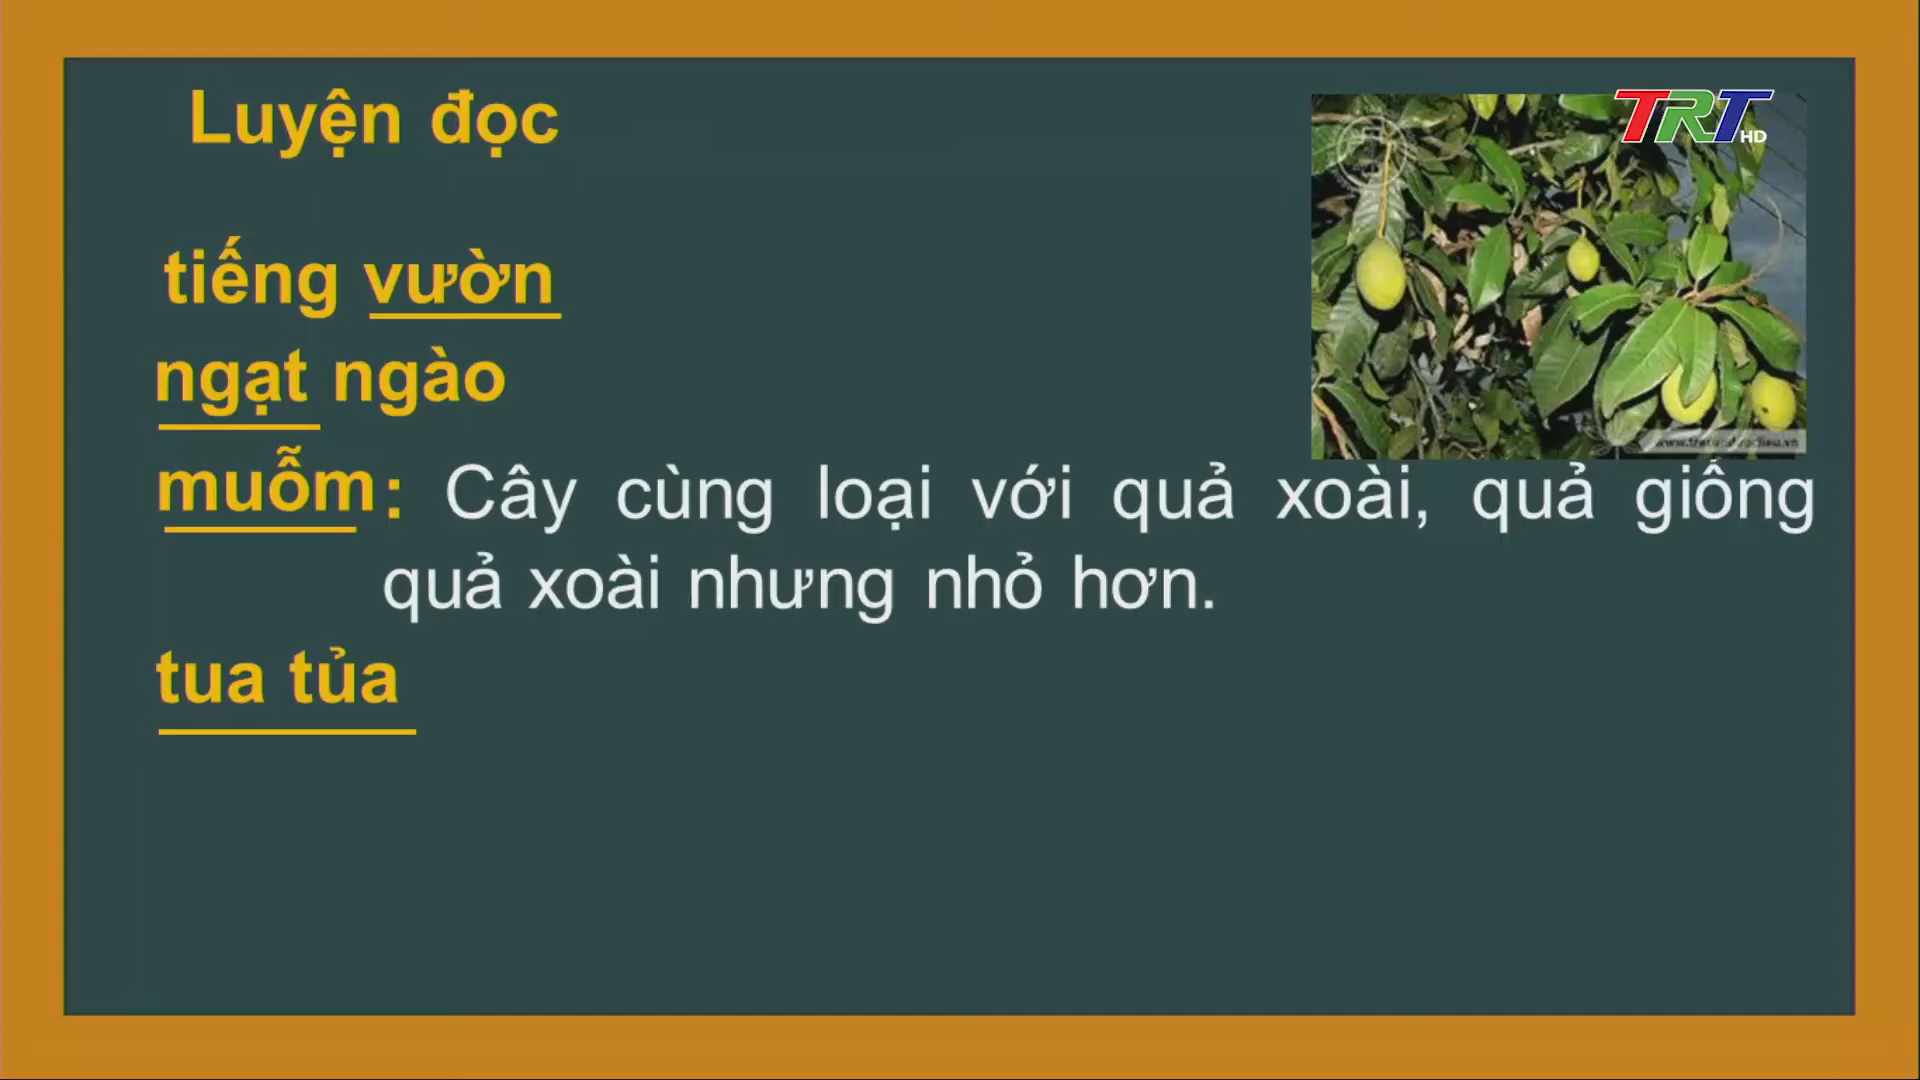 Luyện đọc
TRT HD
tiếng vườn
ngạt ngào
muỗm : Cây cùng loại với quả xoài, quả giống
quả xoài nhưng nhỏ hơn.
tua tủa